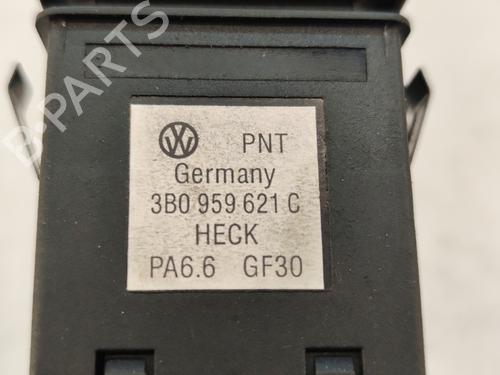 PNT
Germany
3B0 959 621 C
HECK
PA6.6 GF30
B-PARTS